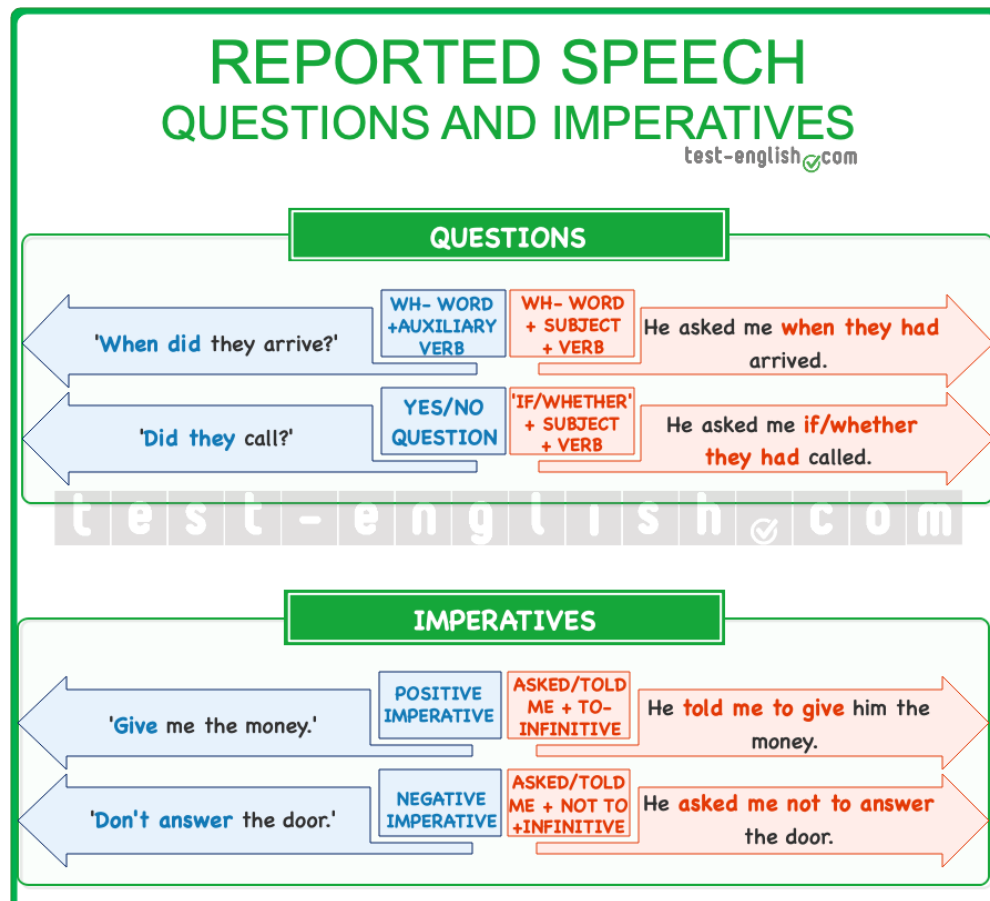 REPORTED SPEECH
QUESTIONS AND IMPERATIVES
test-english.com
QUESTIONS
'When did they arrive?'
WH- WORD
+AUXILIARY
VERB
WH- WORD
+ SUBJECT
+ VERB
He asked me when they had
arrived.
'Did they call?'
YES/NO
QUESTION
'IF/WHETHER'
+ SUBJECT
+ VERB
He asked me if/whether
they had called.
test-english.com
IMPERATIVES
'Give me the money.'
POSITIVE
IMPERATIVE
ASKED/TOLD
ME + TO-
INFINITIVE
He told me to give him the
money.
'Don't answer the door.'
NEGATIVE
IMPERATIVE
ASKED/TOLD
ME + NOT TO
+INFINITIVE
He asked me not to answer
the door.